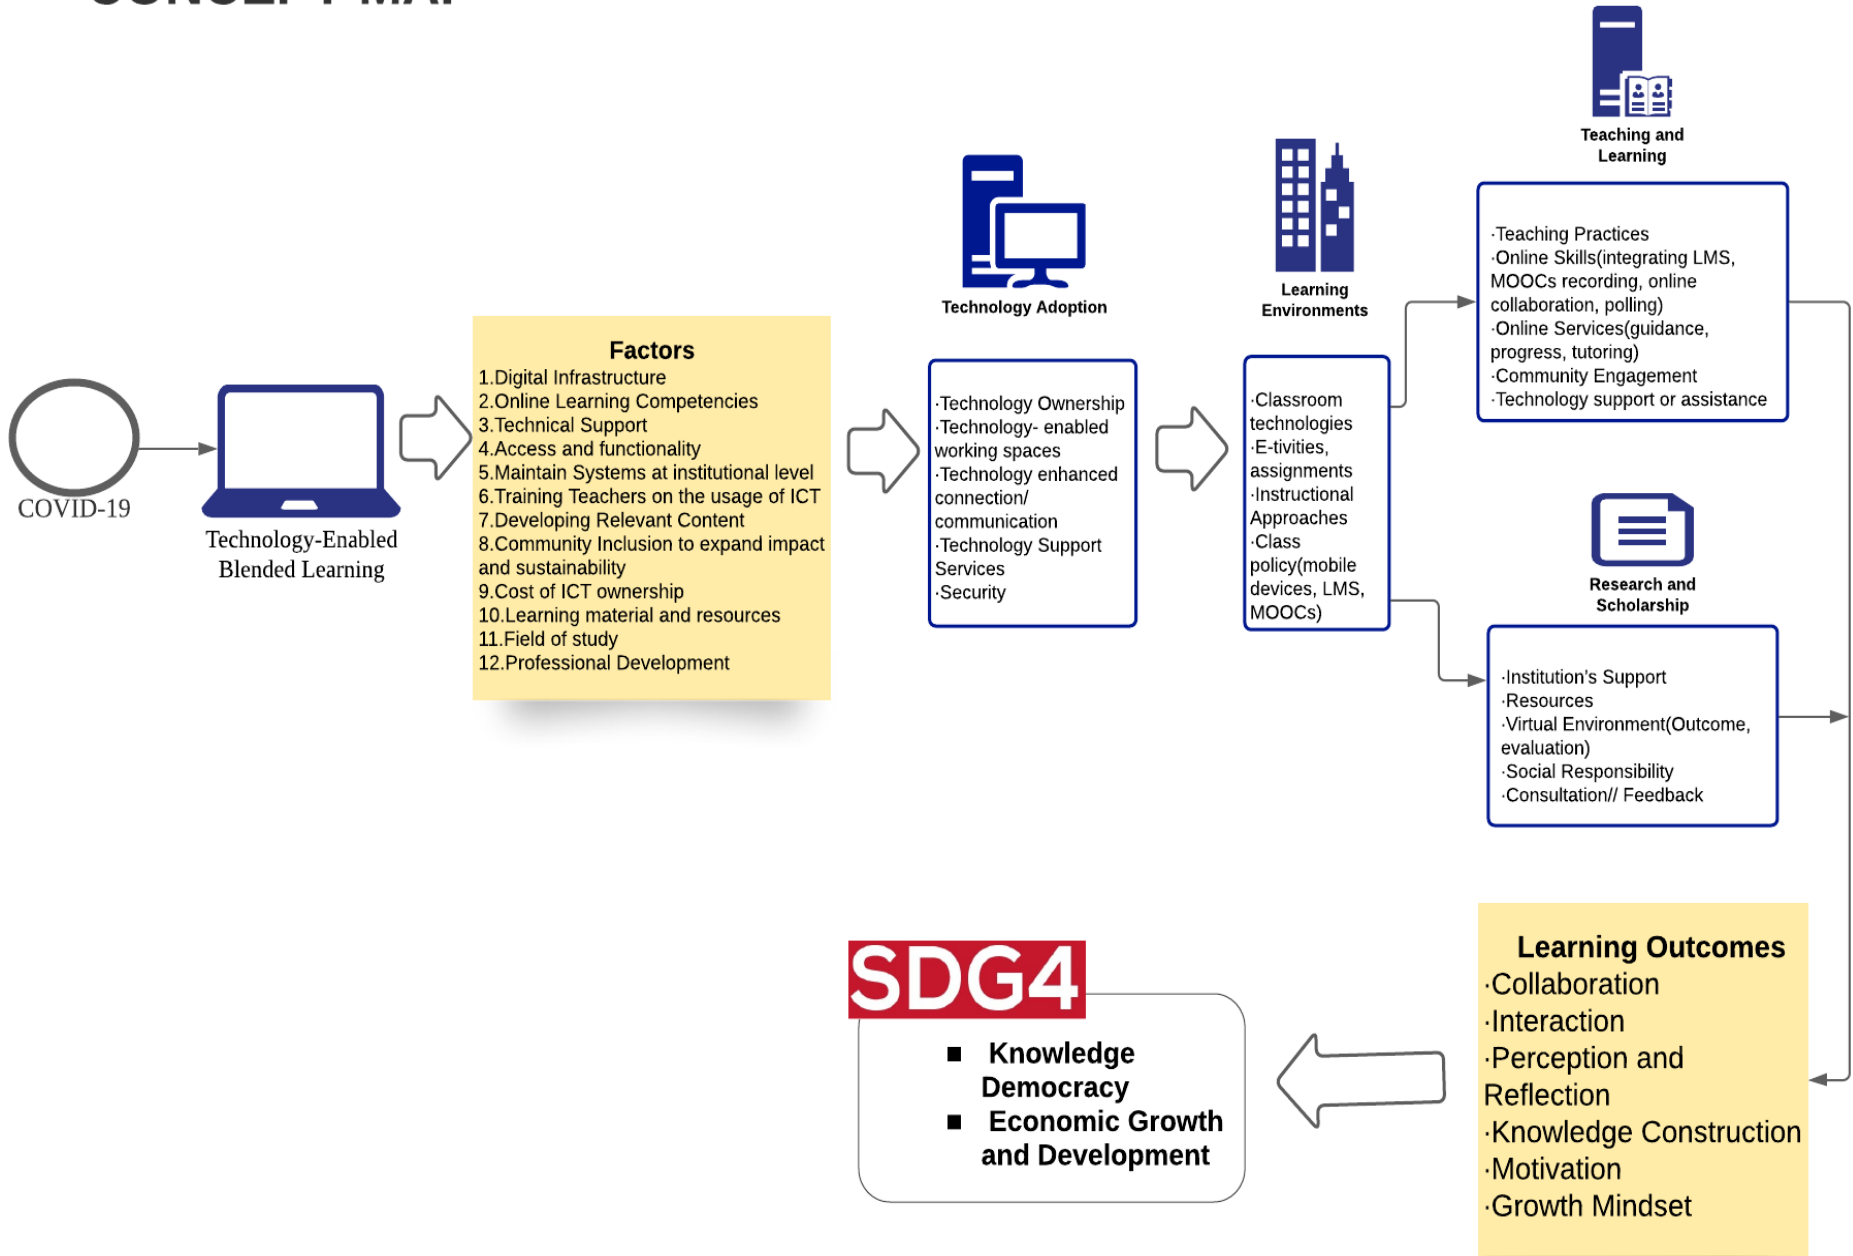 CONCEPT MAP
COVID-19
Technology-Enabled
Blended Learning
Factors
1.Digital Infrastructure
2.Online Learning Competencies
3.Technical Support
4.Access and functionality
5.Maintain Systems at institutional level
6.Training Teachers on the usage of ICT
7.Developing Relevant Content
8.Community Inclusion to expand impact
and sustainability
9.Cost of ICT ownership
10.Learning material and resources
11.Field of study
12.Professional Development
Technology Adoption
·Technology Ownership
·Technology- enabled
working spaces
·Technology enhanced
connection/
communication
·Technology Support
Services
·Security
Learning
Environments
·Classroom
technologies
·E-tivities,
assignments
·Instructional
Approaches
·Class
policy(mobile
devices, LMS,
MOOCs)
Teaching and
Learning
·Teaching Practices
·Online Skills(integrating LMS,
MOOCs recording, online
collaboration, polling)
·Online Services(guidance,
progress, tutoring)
·Community Engagement
·Technology support or assistance
Research and
Scholarship
·Institution's Support
·Resources
·Virtual Environment(Outcome,
evaluation)
·Social Responsibility
·Consultation// Feedback
Learning Outcomes
·Collaboration
·Interaction
·Perception and
Reflection
·Knowledge Construction
·Motivation
·Growth Mindset
SDG4
■ Knowledge
Democracy
■ Economic Growth
and Development